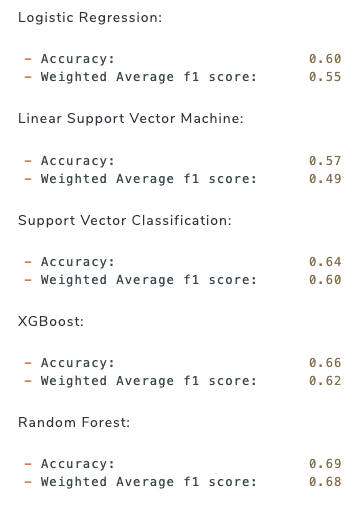 Logistic Regression:
- Accuracy: 0.60
- Weighted Average f1 score: 0.55
Linear Support Vector Machine:
- Accuracy: 0.57
- Weighted Average f1 score: 0.49
Support Vector Classification:
- Accuracy: 0.64
- Weighted Average f1 score: 0.60
XGBoost:
- Accuracy: 0.66
- Weighted Average f1 score: 0.62
Random Forest:
- Accuracy: 0.69
- Weighted Average f1 score: 0.68